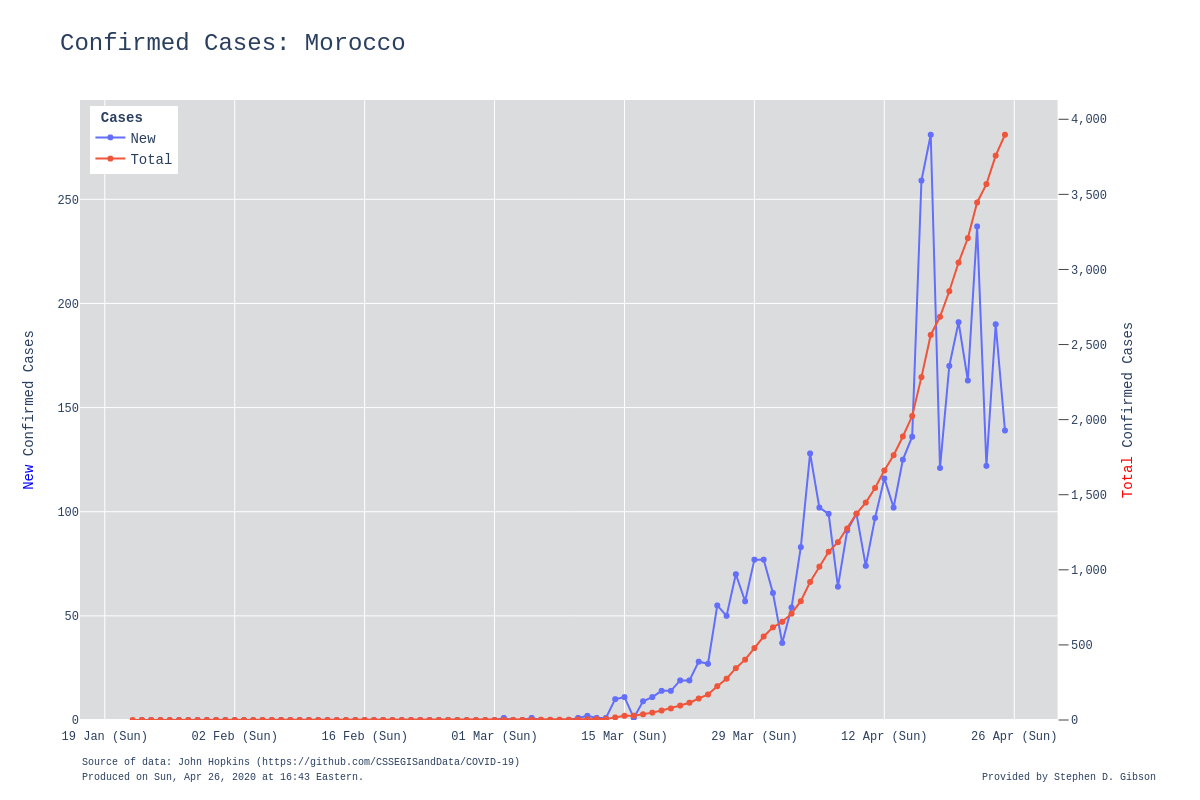 Confirmed Cases: Morocco
Cases
New
Total
250
200
150
100
50
0
4,000
3,500
3,000
2,500
2,000
1,500
1,000
500
0
New Confirmed Cases
Total Confirmed Cases
19 Jan (Sun) 02 Feb (Sun) 16 Feb (Sun) 01 Mar (Sun) 15 Mar (Sun) 29 Mar (Sun) 12 Apr (Sun) 26 Apr (Sun)
Source of data: John Hopkins (https://github.com/CSSEGISandData/COVID-19)
Produced on Sun, Apr 26, 2020 at 16:43 Eastern.
Provided by Stephen D. Gibson